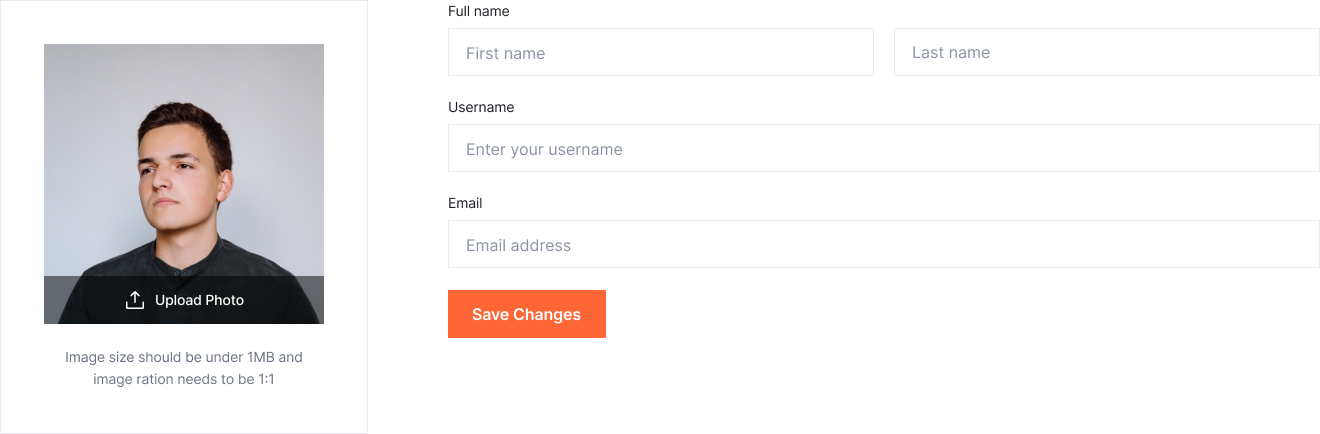 Full name
First name
Last name
Username
Enter your username
Email
Email address
Save Changes
Upload Photo
Image size should be under 1MB and
image ration needs to be 1:1